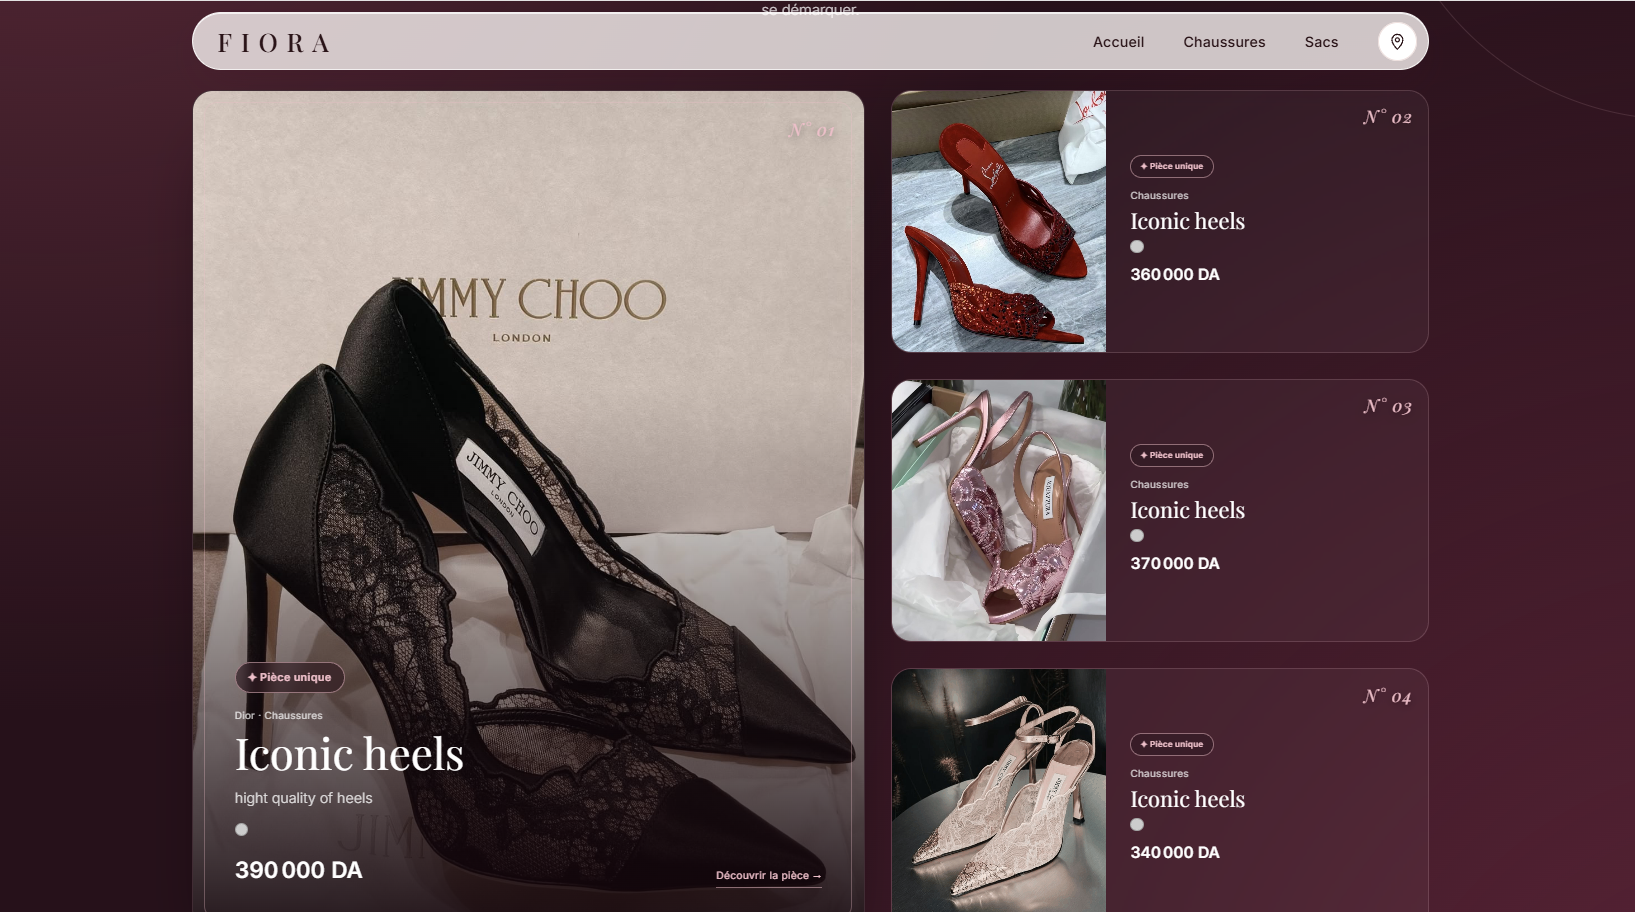 se démarquer.
FIORA
Accueil
Chaussures
Sacs
N° 01
JIMMY CHOO
LONDON
JIMMY CHOO
LONDON
✦ Pièce unique
Dior · Chaussures
Iconic heels
hight quality of heels
390 000 DA
Découvrir la pièce →
N° 02
✦ Pièce unique
Chaussures
Iconic heels
360 000 DA
N° 03
✦ Pièce unique
Chaussures
Iconic heels
370 000 DA
N° 04
✦ Pièce unique
Chaussures
Iconic heels
340 000 DA